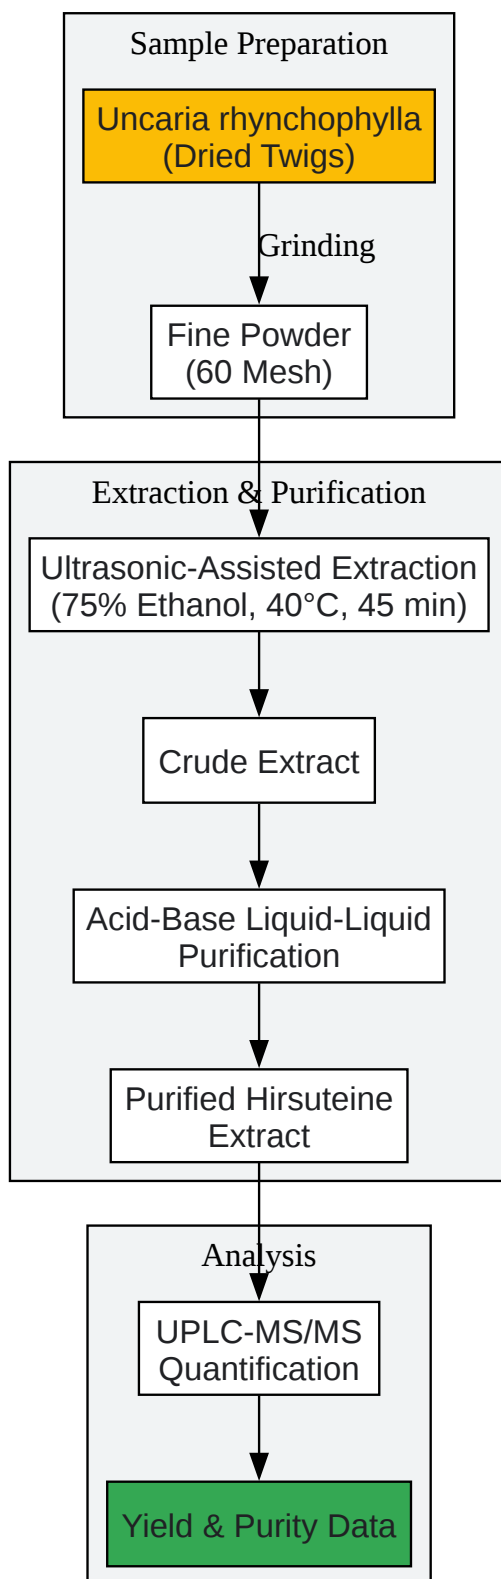 Sample Preparation
Uncaria rhynchophylla
(Dried Twigs)
Grinding
Fine Powder
(60 Mesh)
Extraction & Purification
Ultrasonic-Assisted Extraction
(75% Ethanol, 40°C, 45 min)
Crude Extract
Acid-Base Liquid-Liquid
Purification
Purified Hirsuteine
Extract
Analysis
UPLC-MS/MS
Quantification
Yield & Purity Data